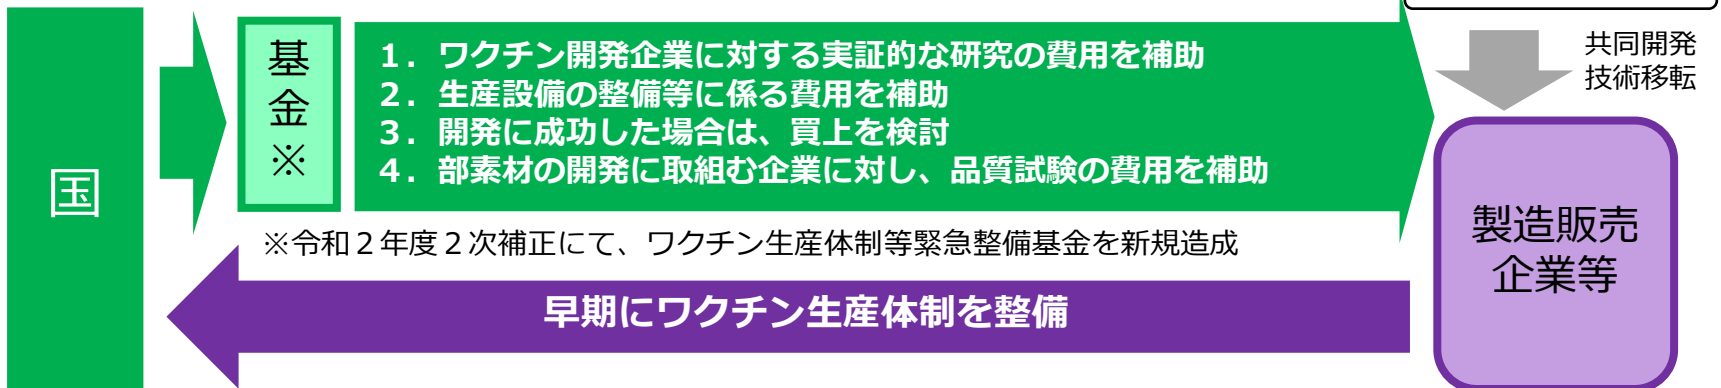 国
基
金
※
１．ワクチン開発企業に対する実証的な研究の費用を補助
２．生産設備の整備等に係る費用を補助
３．開発に成功した場合は、買上を検討
４．部素材の開発に取組む企業に対し、品質試験の費用を補助
共同開発
技術移転
※令和２年度２次補正にて、ワクチン生産体制等緊急整備基金を新規造成
製造販売
企業等
早期にワクチン生産体制を整備